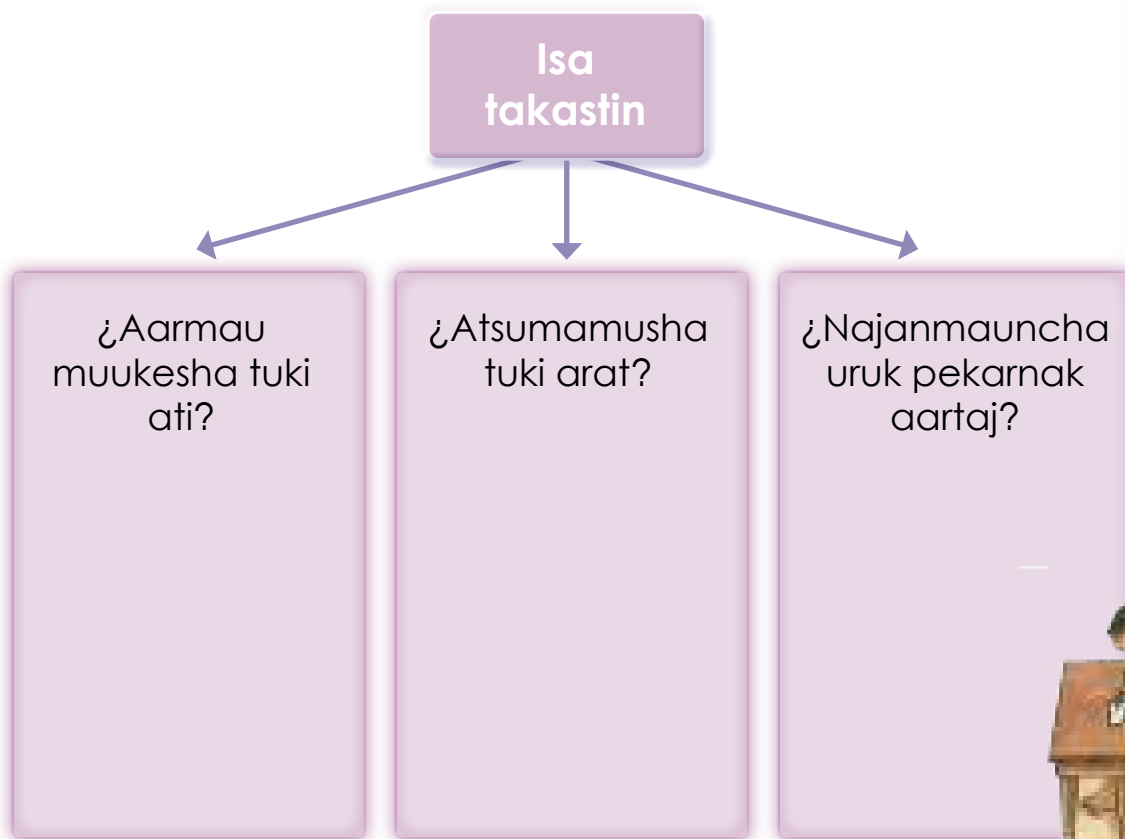 Isa
takastin
¿Aarmau
muukesha tuki
ati?
¿Atsumamusha
tuki arat?
¿Najanmauncha
uruk pekarnak
aartaj?